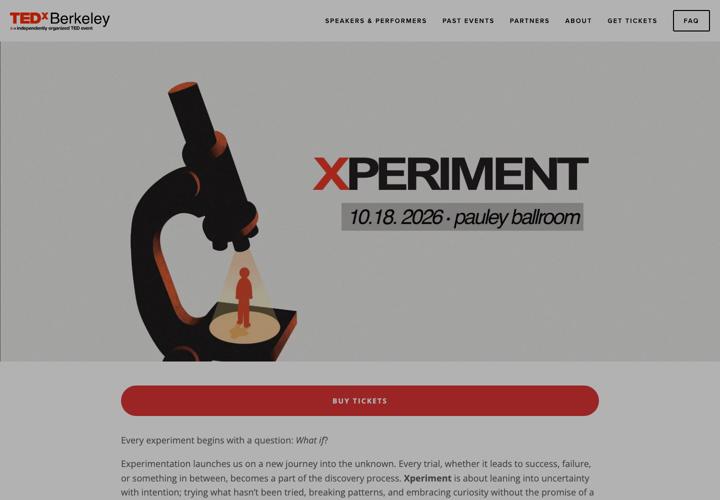 TEDxBerkeley
x = independently organized TED event
SPEAKERS & PERFORMERS PAST EVENTS PARTNERS ABOUT GET TICKETS FAQ
XPERIMENT
10.18. 2026 · pauley ballroom
BUY TICKETS
Every experiment begins with a question: What if?
Experimentation launches us on a new journey into the unknown. Every trial, whether it leads to success, failure,
or something in between, becomes a part of the discovery process. Xperiment is about leaning into uncertainty
with intention; trying what hasn't been tried, breaking patterns, and embracing curiosity without the promise of a